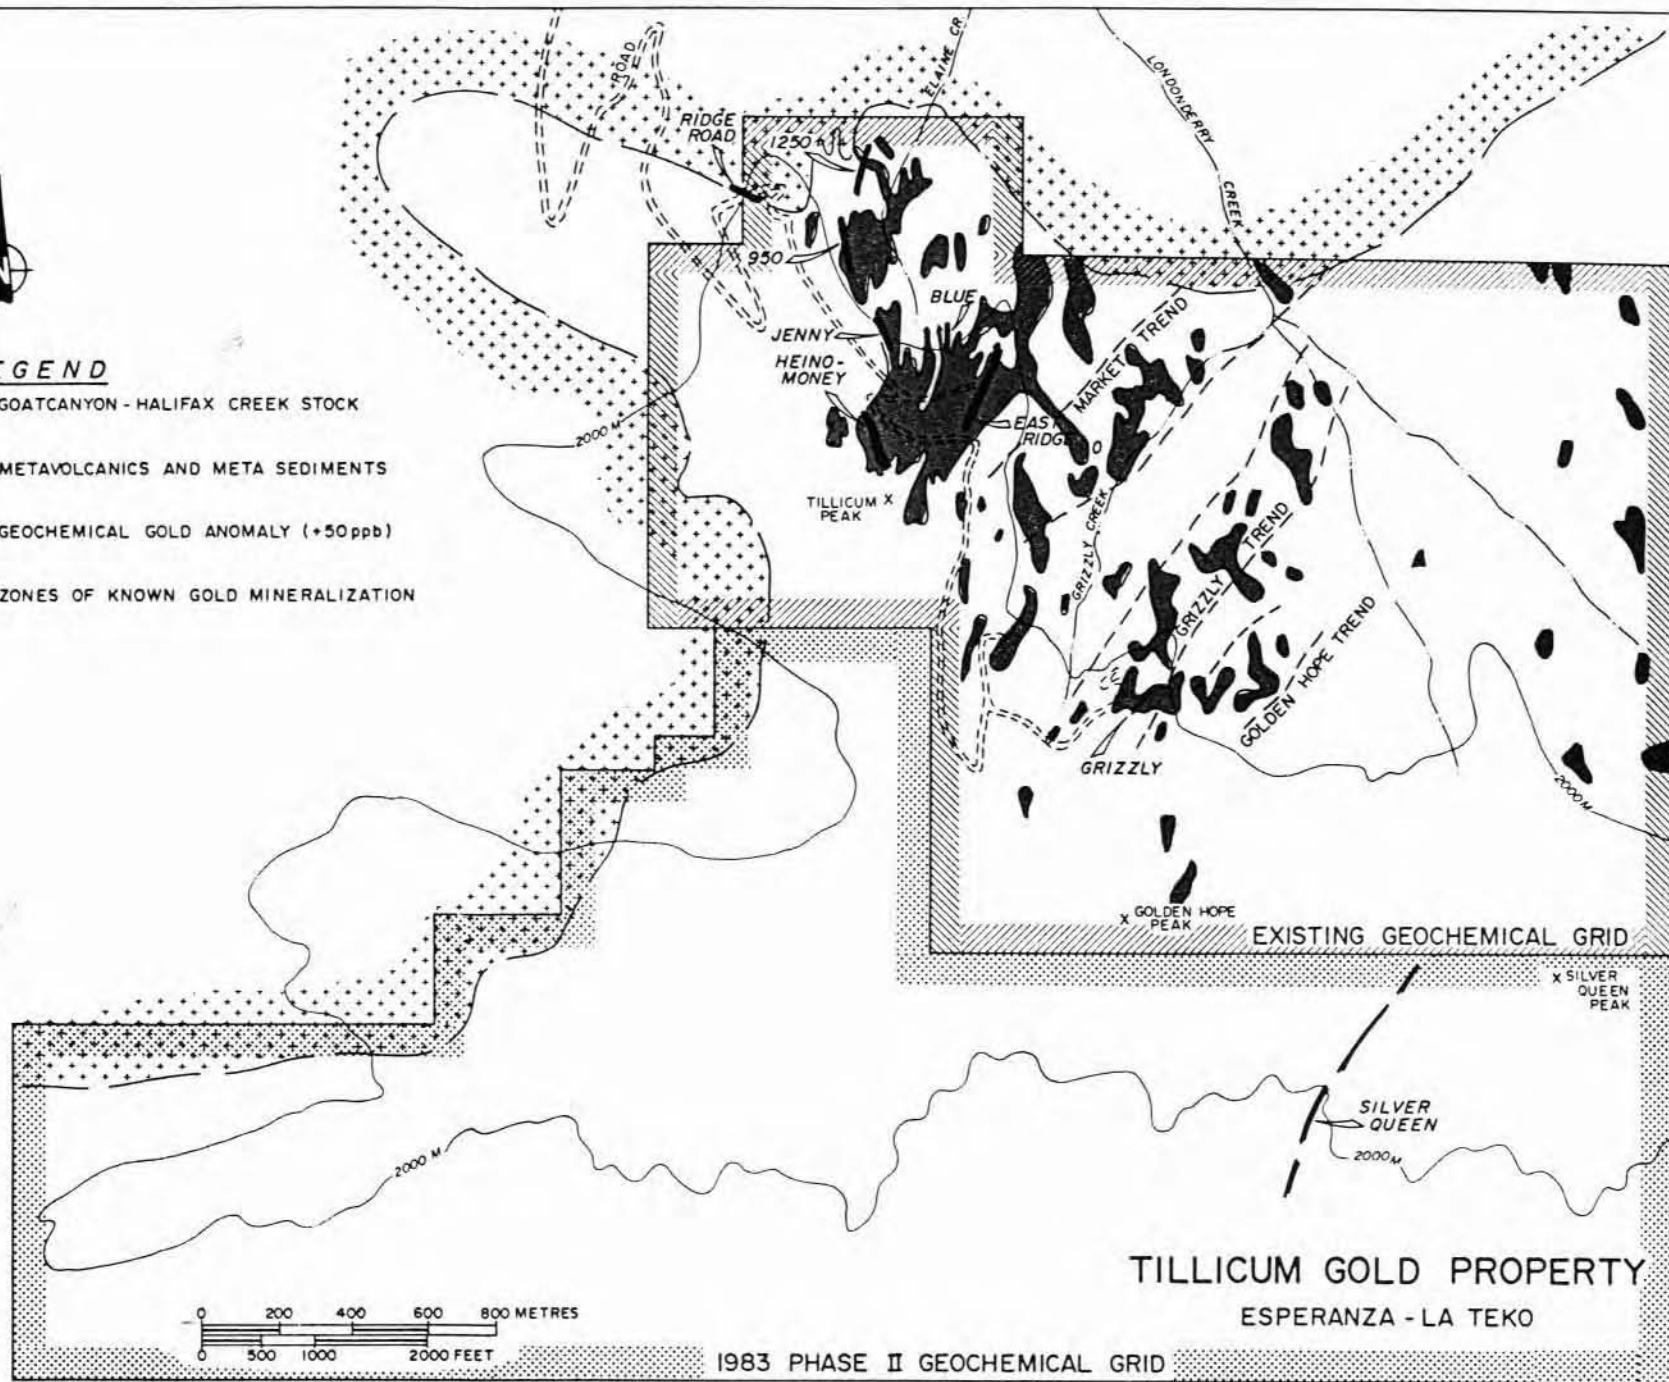 ROAD
ELAINE CR.
LONDONDERRY
CREEK
RIDGE
ROAD
1250
950
BLUE
JENNY
HEINO-
MONEY
MARKET TREND
EAST
RIDGE
2000 M
TILLICUM X
PEAK
GRIZZLY CREEK
GRIZZLY TREND
GOLDEN HOPE TREND
GRIZZLY
2000M
X GOLDEN HOPE
PEAK
EXISTING GEOCHEMICAL GRID
X SILVER
QUEEN
PEAK
SILVER
QUEEN
2000M
2000 M
EGEND
GOATCANYON - HALIFAX CREEK STOCK
METAVOLCANICS AND META SEDIMENTS
GEOCHEMICAL GOLD ANOMALY (+50ppb)
ZONES OF KNOWN GOLD MINERALIZATION
TILLICUM GOLD PROPERTY
ESPERANZA - LA TEKO
0 200 400 600 800 METRES
0 500 1000 2000 FEET
1983 PHASE II GEOCHEMICAL GRID